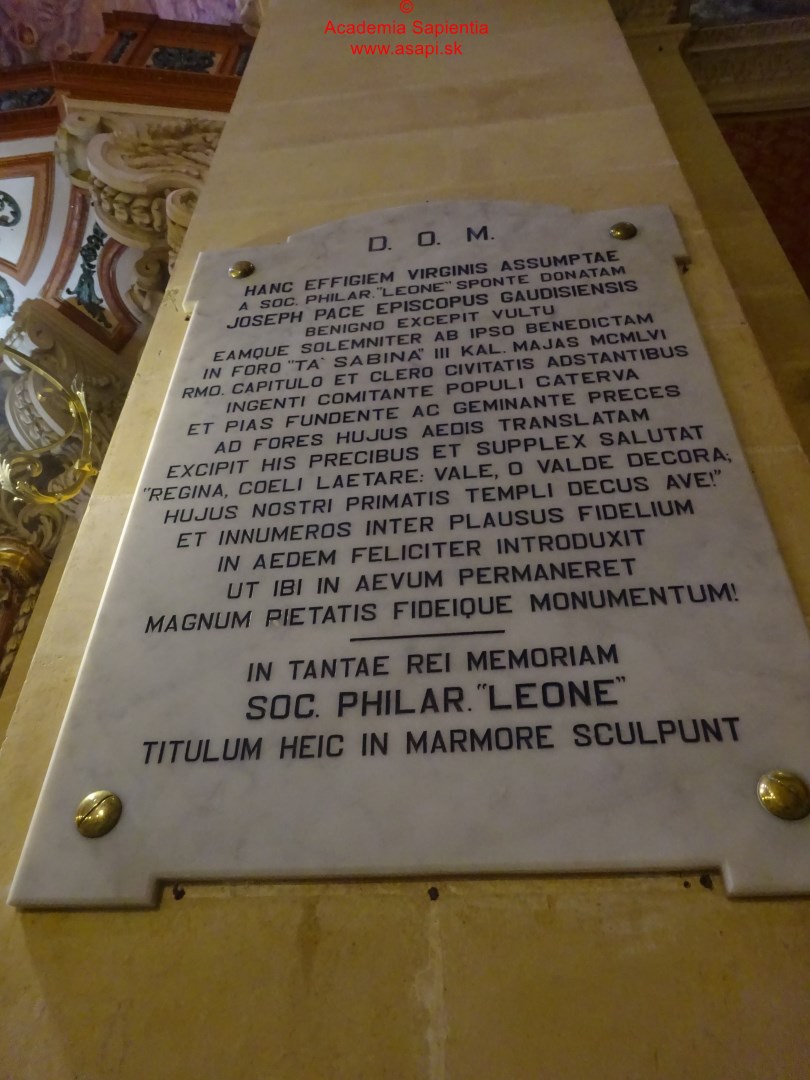 ©
Academia Sapientia
www.asapi.sk
D. O. M.
HANC EFFIGIEM VIRGINIS ASSUMPTAE
A SOC. PHILAR. "LEONE" SPONTE DONATAM
JOSEPH PACE EPISCOPUS GAUDISIENSIS
BENIGNO EXCEPIT VULTU
EAMQUE SOLEMNITER AB IPSO BENEDICTAM
IN FORO "TA` SABINA" III KAL. MAJAS MCMLVI
RMO. CAPITULO ET CLERO CIVITATIS ADSTANTIBUS
INGENTI COMITANTE POPULI CATERVA
ET PIAS FUNDENTE AC GEMINANTE PRECES
AD FORES HUJUS AEDIS TRANSLATAM
EXCIPIT HIS PRECIBUS ET SUPPLEX SALUTAT
"REGINA, COELI LAETARE: VALE, O VALDE DECORA;
HUJUS NOSTRI PRIMATIS TEMPLI DECUS AVE!"
ET INNUMEROS INTER PLAUSUS FIDELIUM
IN AEDEM FELICITER INTRODUXIT
UT IBI IN AEVUM PERMANERET
MAGNUM PIETATIS FIDEIQUE MONUMENTUM!
IN TANTAE REI MEMORIAM
SOC. PHILAR. "LEONE"
TITULUM HEIC IN MARMORE SCULPUNT